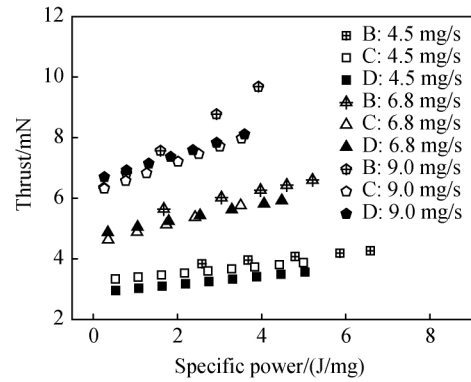 12
10
8
6
4
2
Thrust/mN
0
2
4
6
8
Specific power/(J/mg)
B: 4.5 mg/s
C: 4.5 mg/s
D: 4.5 mg/s
B: 6.8 mg/s
C: 6.8 mg/s
D: 6.8 mg/s
B: 9.0 mg/s
C: 9.0 mg/s
D: 9.0 mg/s